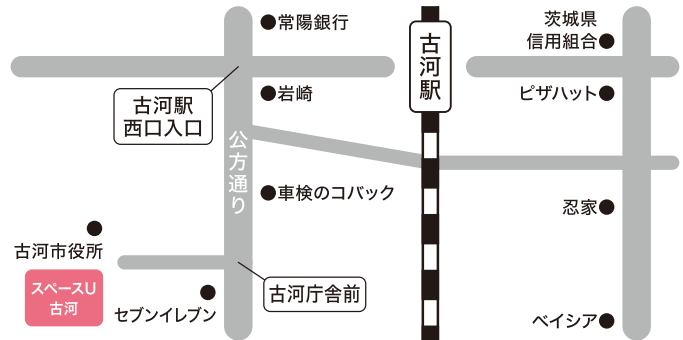 常陽銀行
茨城県
信用組合
古河駅
古河駅
西口入口
岩崎
ピザハット
公方通り
車検のコバック
忍家
古河市役所
スペースU
古河
セブンイレブン
古河庁舎前
ベイシア